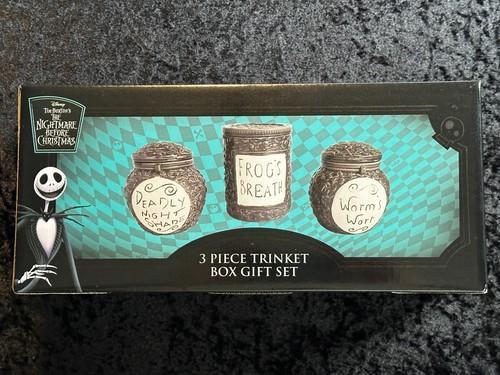 Disney
TIM BURTON'S
THE
NIGHTMARE
BEFORE
CHRISTMAS
DEADLY
NIGHT
SHADE
FROG'S
BREATH
Worm's
Wort
3 PIECE TRINKET
BOX GIFT SET